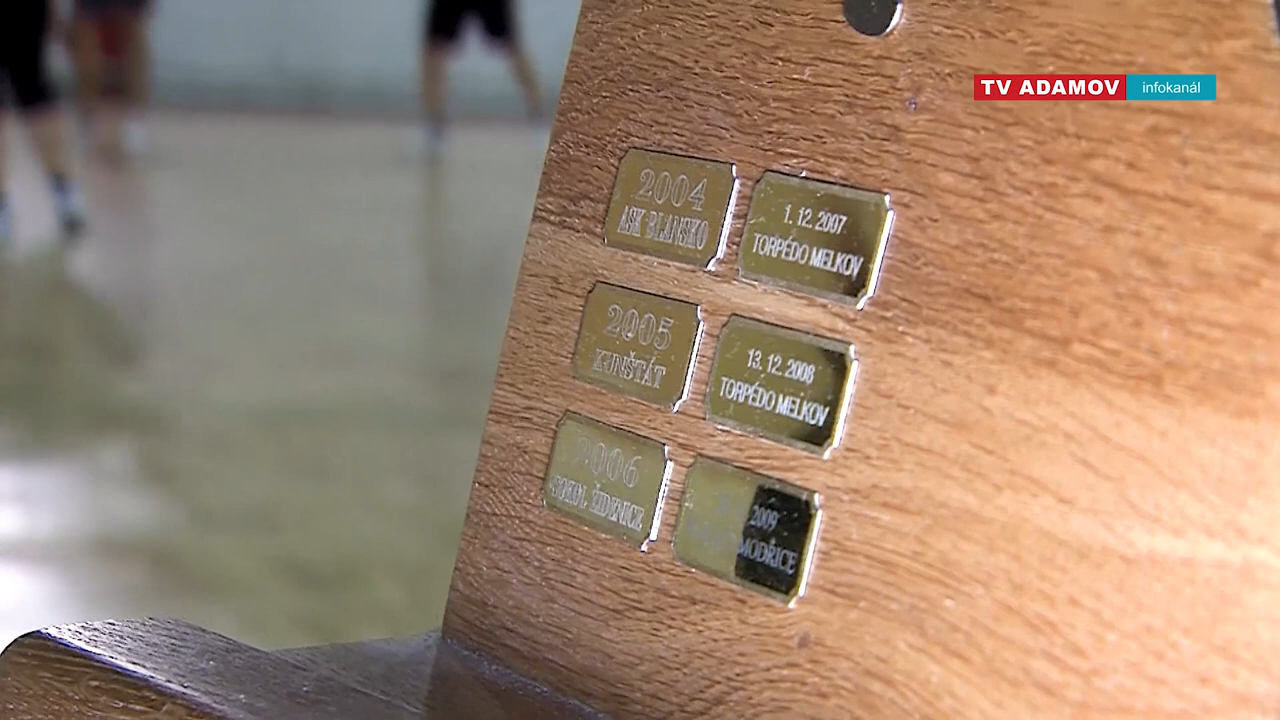 TV ADAMOV infokanál
2004
ASK BLANSKO
1. 12. 2007
TORPÉDO MELKOV
2005
KUNŠTÁT
13. 12. 2008
TORPÉDO MELKOV
2006
SOKOL ŽIDENICE
2009
MODŘICE